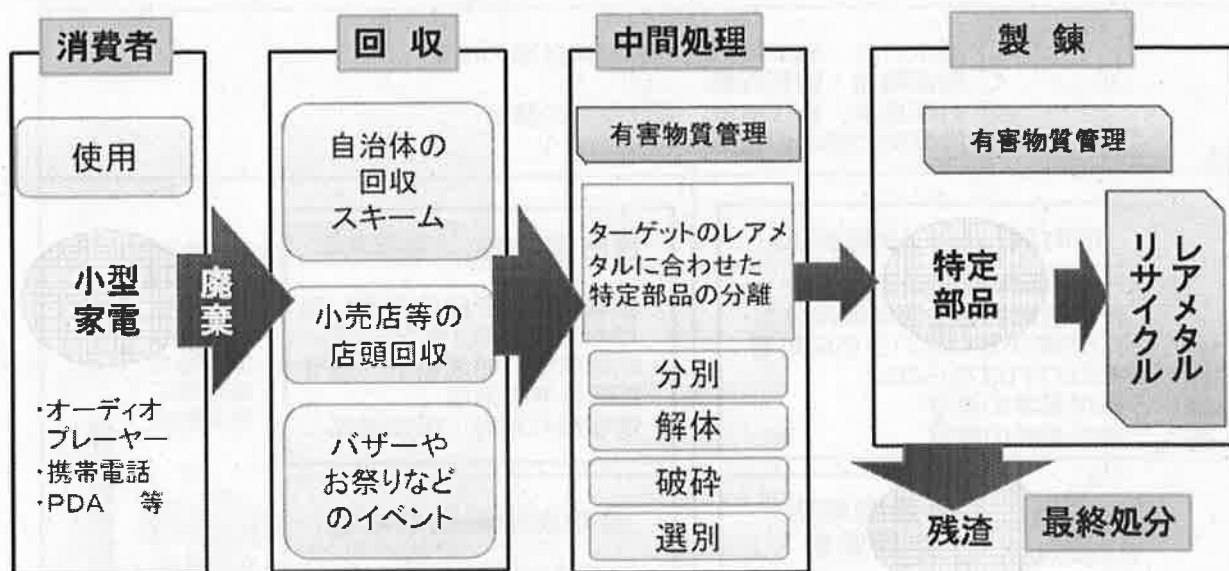 消費者
使用
小型
家電
・オーディオ
プレーヤー
・携帯電話
・PDA 等
廃棄
回収
自治体の
回収
スキーム
小売店等の
店頭回収
バザーや
お祭りなど
のイベント
中間処理
有害物質管理
ターゲットのレアメ
タルに合わせた
特定部品の分離
分別
解体
破砕
選別
製錬
有害物質管理
特定
部品
レアメタル
リサイクル
残渣
最終処分